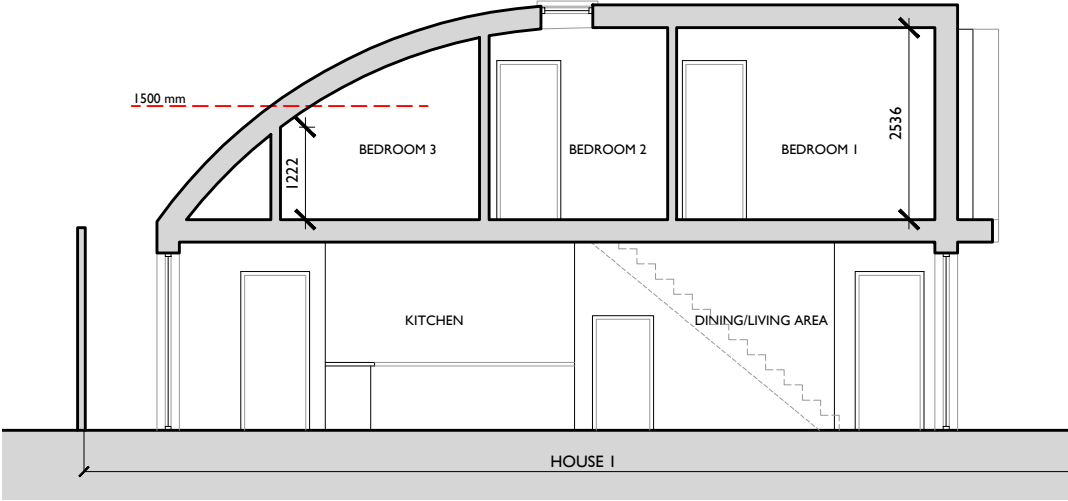 1500 mm
BEDROOM 3
BEDROOM 2
BEDROOM 1
2536
1222
KITCHEN
DINING/LIVING AREA
HOUSE 1